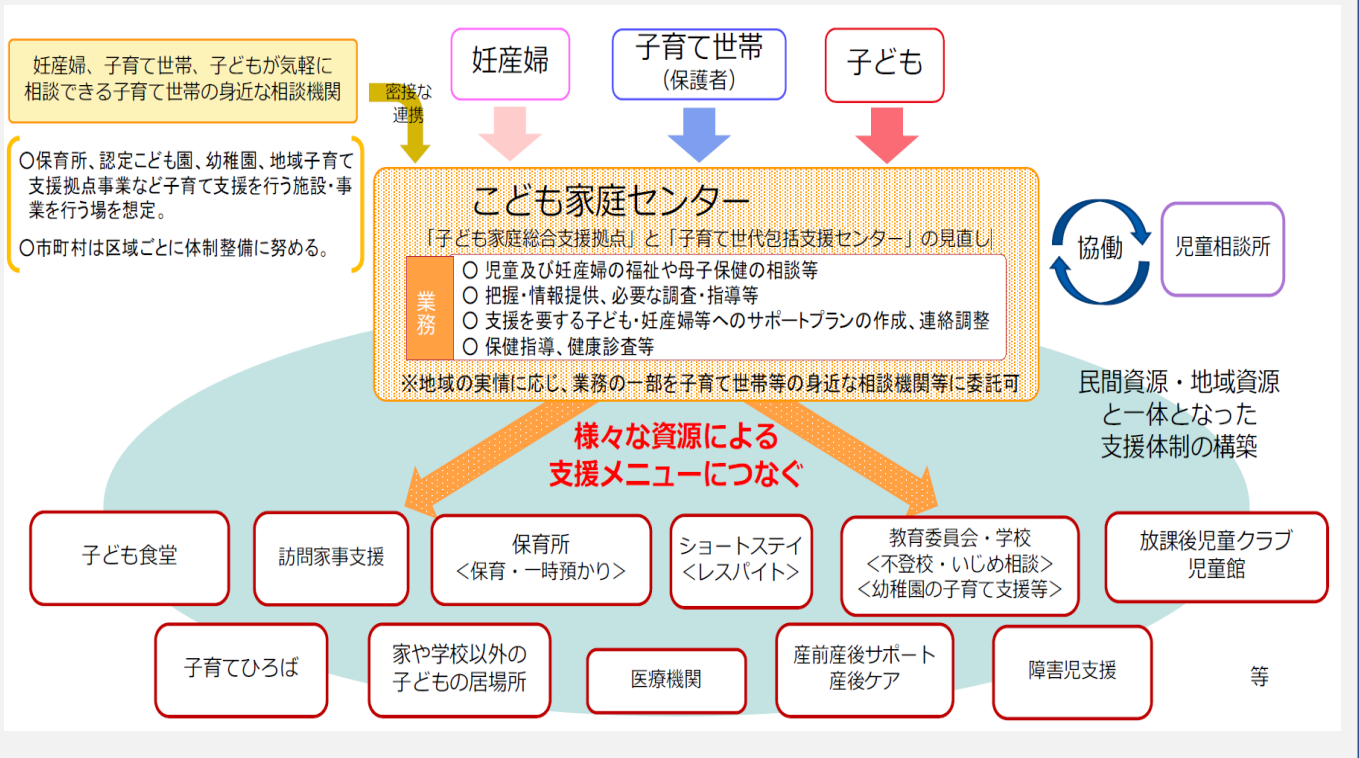 妊産婦、子育て世帯、子どもが気軽に
相談できる子育て世帯の身近な相談機関
〇保育所、認定こども園、幼稚園、地域子育て
支援拠点事業など子育て支援を行う施設・事
業を行う場を想定。
〇市町村は区域ごとに体制整備に努める。
密接な
連携
妊産婦
子育て世帯
（保護者）
子ども
こども家庭センター
「子ども家庭総合支援拠点」と「子育て世代包括支援センター」の見直し
業務
〇 児童及び妊産婦の福祉や母子保健の相談等
〇 把握・情報提供、必要な調査・指導等
〇 支援を要する子ども・妊産婦等へのサポートプランの作成、連絡調整
〇 保健指導、健康診査等
※地域の実情に応じ、業務の一部を子育て世帯等の身近な相談機関等に委託可
協働
児童相談所
民間資源・地域資源
と一体となった
支援体制の構築
様々な資源による
支援メニューにつなぐ
子ども食堂
訪問家事支援
保育所
＜保育・一時預かり＞
ショートステイ
＜レスパイト＞
教育委員会・学校
＜不登校・いじめ相談＞
＜幼稚園の子育て支援等＞
放課後児童クラブ
児童館
子育てひろば
家や学校以外の
子どもの居場所
医療機関
産前産後サポート
産後ケア
障害児支援
等